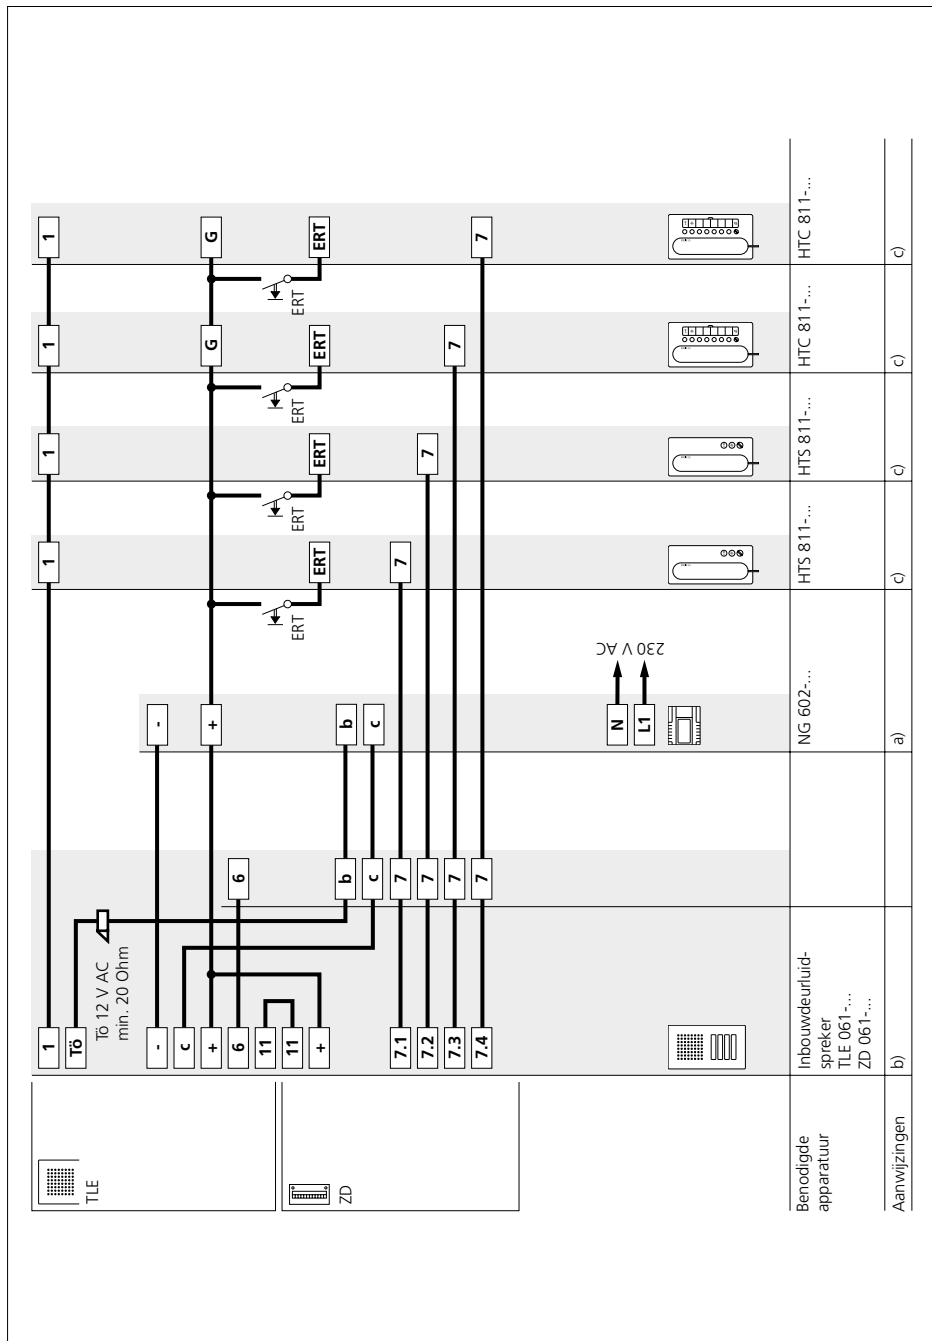 1 1 1 1 1
Tö
TLE
Tö 12 V AC
min. 20 Ohm
- -
c
+ + G G
6 6
11
11
ERT ERT ERT ERT
+ ERT ERT ERT ERT
ZD
b b
c c
7.1 7 7
7.2 7 7
7.3 7 7
7.4 7 7
N
L1
230 V AC
Benodigde
apparatuur
Inbouwdeurluid-
spreker
TLE 061-...
ZD 061-...
NG 602-...
HTS 811-...
HTS 811-...
HTC 811-...
HTC 811-...
Aanwijzingen
b)
a)
c)
c)
c)
c)